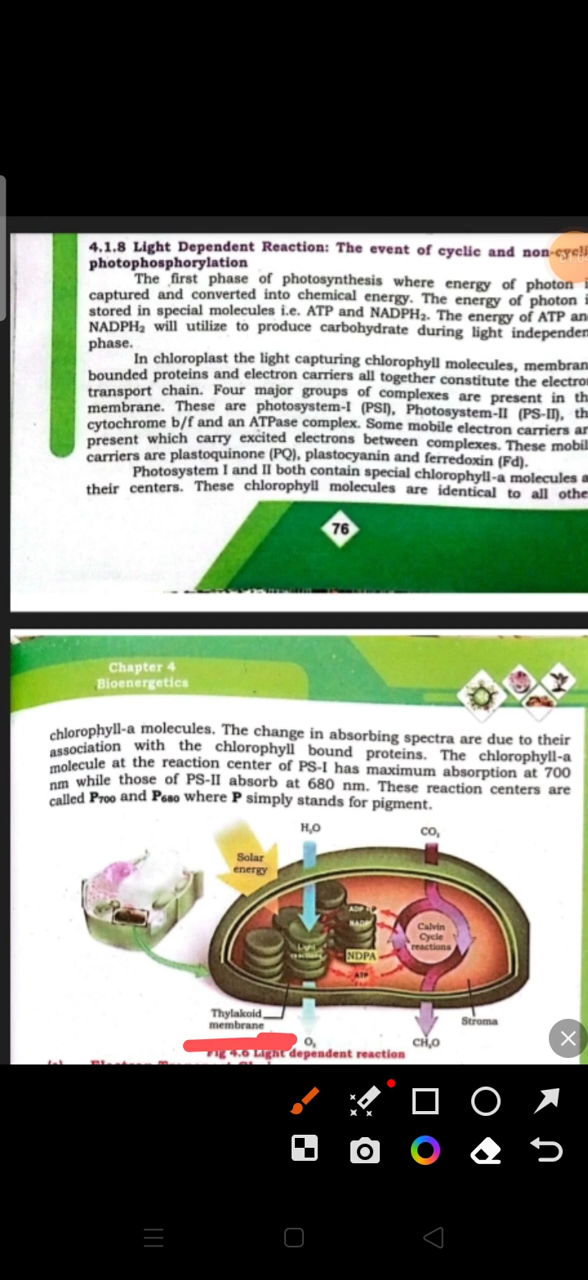 4.1.8 Light Dependent Reaction: The event of cyclic and non-cycli
photophosphorylation
The first phase of photosynthesis where energy of photon i
captured and converted into chemical energy. The energy of photon i
stored in special molecules i.e. ATP and NADPH₂. The energy of ATP an
NADPH₂ will utilize to produce carbohydrate during light independen
phase.
In chloroplast the light capturing chlorophyll molecules, membran
bounded proteins and electron carriers all together constitute the electro
transport chain. Four major groups of complexes are present in th
membrane. These are photosystem-I (PSI), Photosystem-II (PS-II), th
cytochrome b/f and an ATPase complex. Some mobile electron carriers ar
present which carry excited electrons between complexes. These mobil
carriers are plastoquinone (PQ), plastocyanin and ferredoxin (Fd).
Photosystem I and II both contain special chlorophyll-a molecules a
their centers. These chlorophyll molecules are identical to all othe
76
Chapter 4
Bioenergetics
chlorophyll-a molecules. The change in absorbing spectra are due to their
association with the chlorophyll bound proteins. The chlorophyll-a
molecule at the reaction center of PS-I has maximum absorption at 700
nm while those of PS-II absorb at 680 nm. These reaction centers are
called P₇₀₀ and P₆₈₀ where P simply stands for pigment.
H₂O
CO₂
Solar
energy
ADP
NADP
Light
reactions
Calvin
Cycle
reactions
NDPA
ATP
Thylakoid
membrane
Stroma
O₂
CH₂O
Fig 4.6 Light dependent reaction